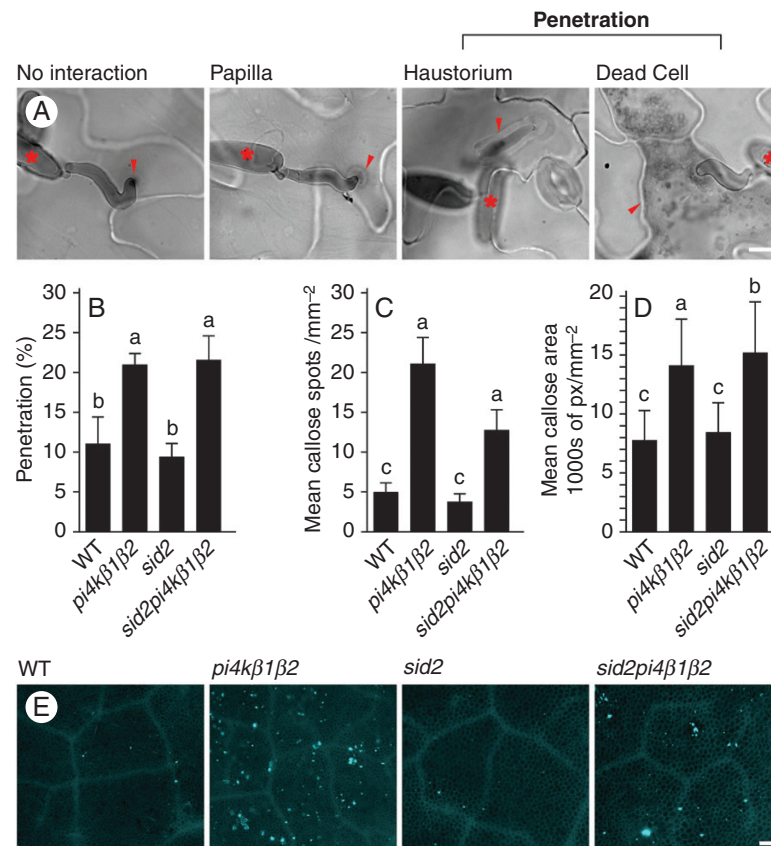 Penetration
No interaction
Papilla
Haustorium
Dead Cell
A
*
*
*
*
B
Penetration (%)
30
25
20
15
10
5
0
b
a
b
a
WT
pi4kβ1β2
sid2
sid2pi4kβ1β2
C
Mean callose spots /mm–2
30
25
20
15
10
5
0
c
a
c
a
WT
pi4kβ1β2
sid2
sid2pi4kβ1β2
D
Mean callose area
1000s of px/mm–2
20
15
10
5
0
c
a
c
b
WT
pi4kβ1β2
sid2
sid2pi4kβ1β2
WT
pi4kβ1β2
sid2
sid2pi4β1β2
E